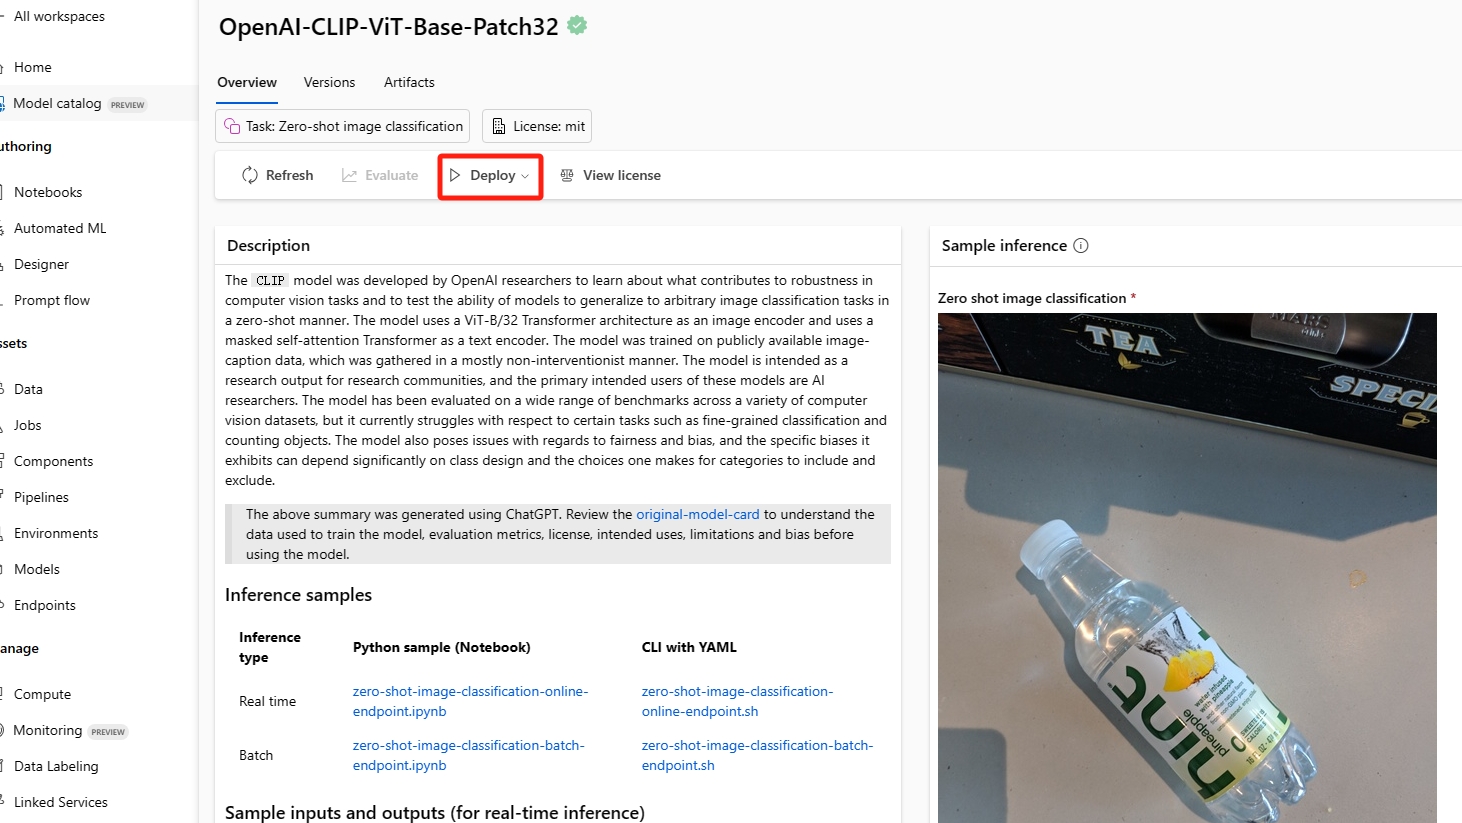 All workspaces
Home
Model catalog PREVIEW
uthoring
Notebooks
Automated ML
Designer
Prompt flow
ssets
Data
Jobs
Components
Pipelines
Environments
Models
Endpoints
anage
Compute
Monitoring PREVIEW
Data Labeling
Linked Services
OpenAI-CLIP-ViT-Base-Patch32
Overview Versions Artifacts
Task: Zero-shot image classification License: mit
Refresh Evaluate Deploy View license
Description
The CLIP model was developed by OpenAI researchers to learn about what contributes to robustness in
computer vision tasks and to test the ability of models to generalize to arbitrary image classification tasks in
a zero-shot manner. The model uses a ViT-B/32 Transformer architecture as an image encoder and uses a
masked self-attention Transformer as a text encoder. The model was trained on publicly available image-
caption data, which was gathered in a mostly non-interventionist manner. The model is intended as a
research output for research communities, and the primary intended users of these models are AI
researchers. The model has been evaluated on a wide range of benchmarks across a variety of computer
vision datasets, but it currently struggles with respect to certain tasks such as fine-grained classification and
counting objects. The model also poses issues with regards to fairness and bias, and the specific biases it
exhibits can depend significantly on class design and the choices one makes for categories to include and
exclude.
The above summary was generated using ChatGPT. Review the original-model-card to understand the
data used to train the model, evaluation metrics, license, intended uses, limitations and bias before
using the model.
Inference samples
Inference type Python sample (Notebook) CLI with YAML
Real time zero-shot-image-classification-online-endpoint.ipynb zero-shot-image-classification-online-endpoint.sh
Batch zero-shot-image-classification-batch-endpoint.ipynb zero-shot-image-classification-batch-endpoint.sh
Sample inputs and outputs (for real-time inference)
Sample inference
Zero shot image classification *
MARS
TEA
SPECI
water infused
with pineapple
hint
pineapple
0